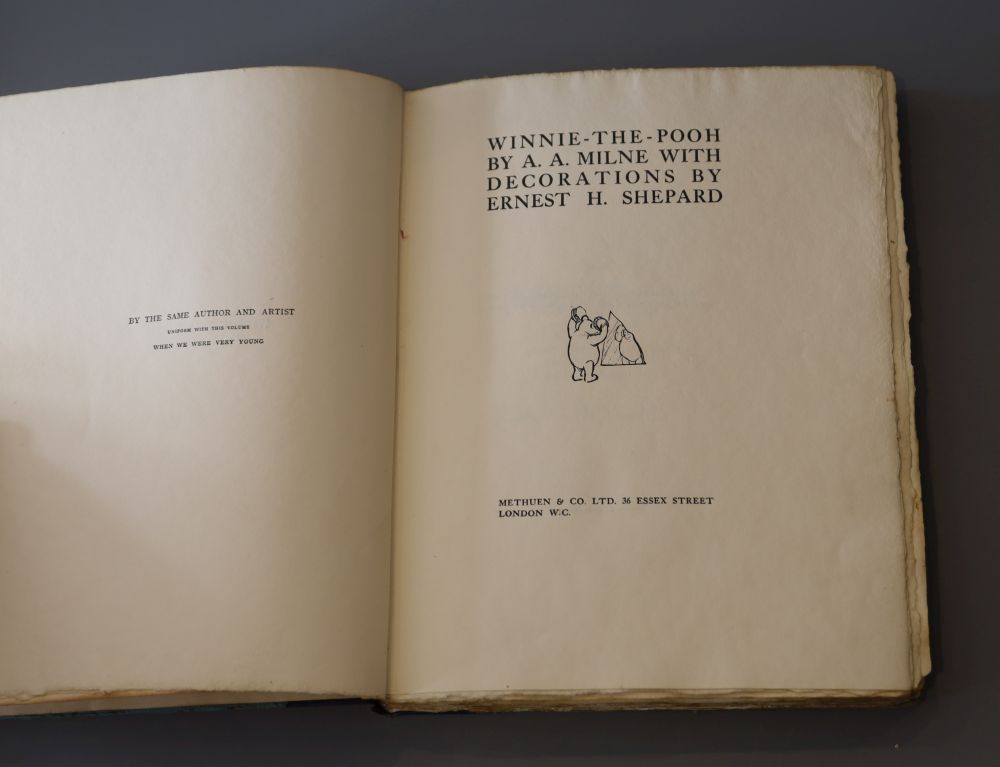 BY THE SAME AUTHOR AND ARTIST
UNIFORM WITH THIS VOLUME
WHEN WE WERE VERY YOUNG
WINNIE-THE-POOH
BY A. A. MILNE WITH
DECORATIONS BY
ERNEST H. SHEPARD
METHUEN & CO. LTD. 36 ESSEX STREET
LONDON W.C.